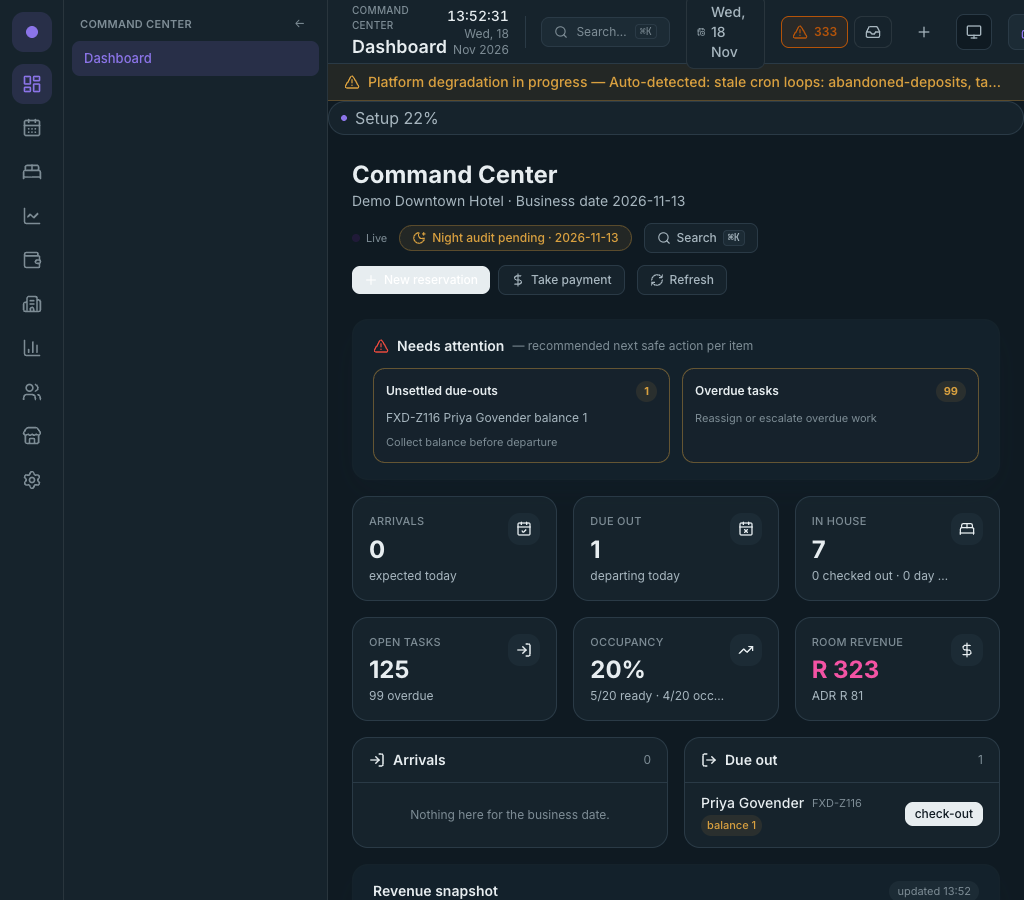 COMMAND CENTER
Dashboard
COMMAND
CENTER
Dashboard
13:52:31
Wed, 18
Nov 2026
Search... ⌘K
Wed,
18
Nov
333
Platform degradation in progress — Auto-detected: stale cron loops: abandoned-deposits, ta...
Setup 22%
Command Center
Demo Downtown Hotel · Business date 2026-11-13
Live
Night audit pending · 2026-11-13
Search ⌘K
New reservation
Take payment
Refresh
Needs attention — recommended next safe action per item
Unsettled due-outs 1
FXD-Z116 Priya Govender balance 1
Collect balance before departure
Overdue tasks 99
Reassign or escalate overdue work
ARRIVALS
0
expected today
DUE OUT
1
departing today
IN HOUSE
7
0 checked out · 0 day ...
OPEN TASKS
125
99 overdue
OCCUPANCY
20%
5/20 ready · 4/20 occ...
ROOM REVENUE
R 323
ADR R 81
Arrivals 0
Nothing here for the business date.
Due out 1
Priya Govender FXD-Z116
balance 1
check-out
Revenue snapshot updated 13:52